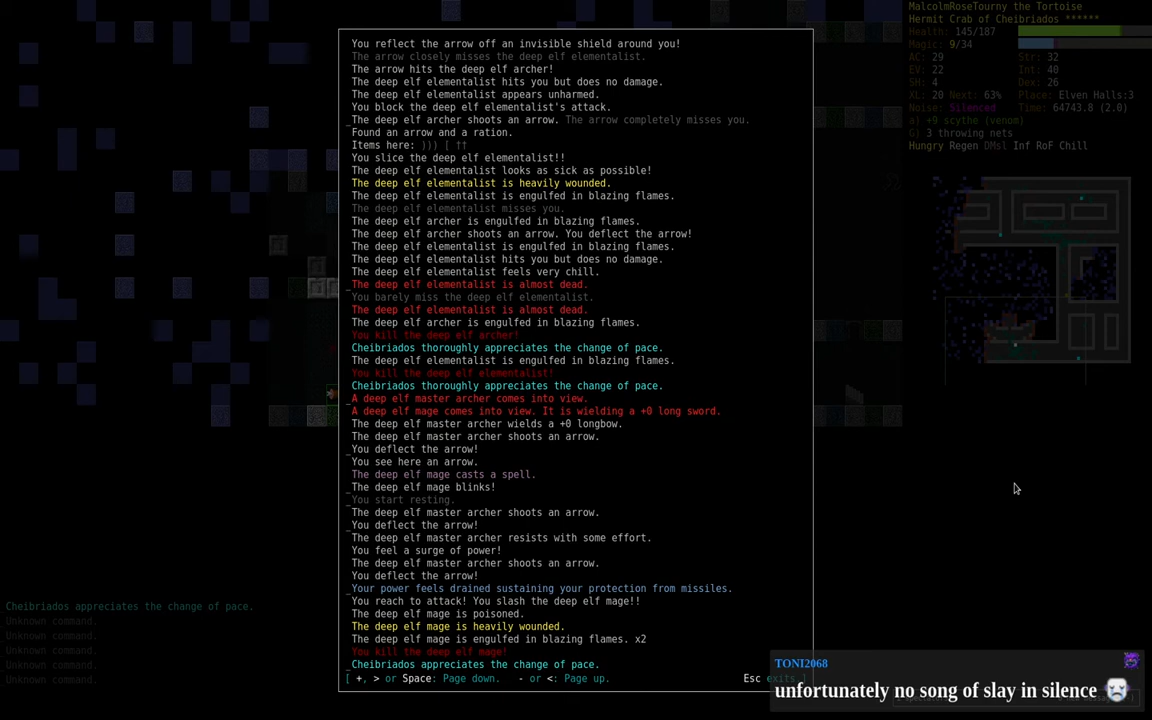 MalcolmRoseTourny the Tortoise
Hermit Crab of Cheibriados ******
Health: 145/187
Magic: 9/34
AC: 29 Str: 32
EV: 22 Int: 40
SH: 4 Dex: 26
XL: 20 Next: 63% Place: Elven Halls:3
Noise: Silenced Time: 64743.8 (2.0)
a) +9 scythe (venom)
G) 3 throwing nets
Hungry Regen DMsl Inf RoF Chill
You reflect the arrow off an invisible shield around you!
The arrow closely misses the deep elf elementalist.
The arrow hits the deep elf archer!
The deep elf elementalist hits you but does no damage.
The deep elf elementalist appears unharmed.
You block the deep elf elementalist's attack.
_The deep elf archer shoots an arrow. The arrow completely misses you.
Found an arrow and a ration.
Items here: ))) [ ††
You slice the deep elf elementalist!!
The deep elf elementalist looks as sick as possible!
The deep elf elementalist is heavily wounded.
The deep elf elementalist is engulfed in blazing flames.
The deep elf elementalist misses you.
The deep elf archer is engulfed in blazing flames.
The deep elf archer shoots an arrow. You deflect the arrow!
The deep elf elementalist is engulfed in blazing flames.
The deep elf elementalist hits you but does no damage.
The deep elf elementalist feels very chill.
_The deep elf elementalist is almost dead.
You barely miss the deep elf elementalist.
The deep elf elementalist is almost dead.
The deep elf archer is engulfed in blazing flames.
You kill the deep elf archer!
Cheibriados thoroughly appreciates the change of pace.
The deep elf elementalist is engulfed in blazing flames.
You kill the deep elf elementalist!
Cheibriados thoroughly appreciates the change of pace.
_A deep elf master archer comes into view.
A deep elf mage comes into view. It is wielding a +0 long sword.
The deep elf master archer wields a +0 longbow.
The deep elf master archer shoots an arrow.
_You deflect the arrow!
_You see here an arrow.
The deep elf mage casts a spell.
_The deep elf mage blinks!
_You start resting.
The deep elf master archer shoots an arrow.
_You deflect the arrow!
The deep elf master archer resists with some effort.
You feel a surge of power!
The deep elf master archer shoots an arrow.
You deflect the arrow!
_Your power feels drained sustaining your protection from missiles.
You reach to attack! You slash the deep elf mage!!
The deep elf mage is poisoned.
The deep elf mage is heavily wounded.
The deep elf mage is engulfed in blazing flames. x2
You kill the deep elf mage!
_Cheibriados appreciates the change of pace.
[ +, > or Space: Page down. - or <: Page up. Esc exits ]
Cheibriados appreciates the change of pace.
Unknown command.
Unknown command.
Unknown command.
Unknown command.
Unknown command.
TONI2068
unfortunately no song of slay in silence